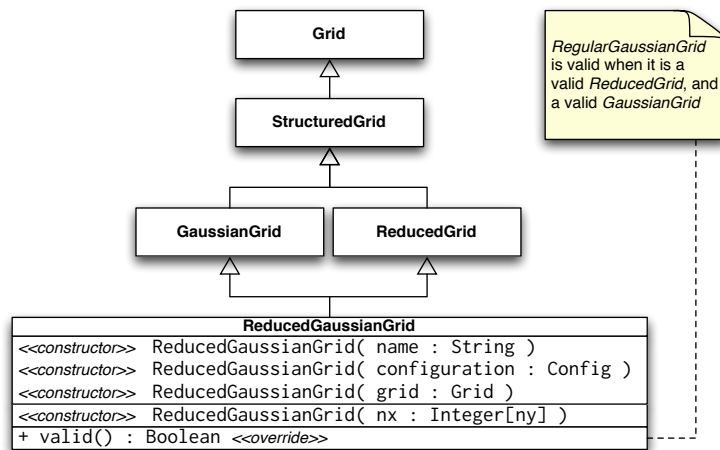 Grid
RegularGaussianGrid
is valid when it is a
valid ReducedGrid, and
a valid GaussianGrid
StructuredGrid
GaussianGrid
ReducedGrid
ReducedGaussianGrid
<<constructor>> ReducedGaussianGrid( name : String )
<<constructor>> ReducedGaussianGrid( configuration : Config )
<<constructor>> ReducedGaussianGrid( grid : Grid )
<<constructor>> ReducedGaussianGrid( nx : Integer[ny] )
+ valid() : Boolean <<override>>